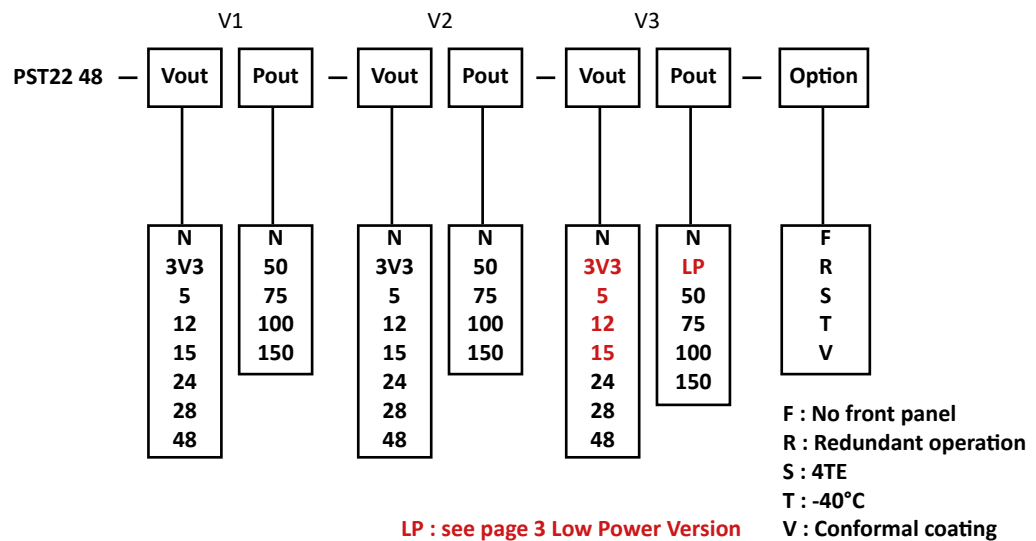 V1 V2 V3
PST22 48 — Vout Pout — Vout Pout — Vout Pout — Option
N N N N N N F
3V3 50 3V3 50 3V3 LP R
5 75 5 75 5 50 S
12 100 12 100 12 75 T
15 150 15 150 15 100 V
24 24 24 150
28 28 28
48 48 48
F : No front panel
R : Redundant operation
S : 4TE
T : -40°C
LP : see page 3 Low Power Version V : Conformal coating